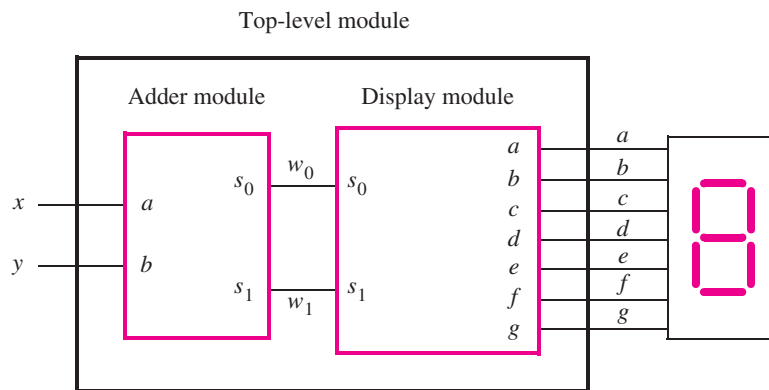 Top-level module
Adder module
Display module
x
y
a
b
s0
s1
w0
w1
s0
s1
a
b
c
d
e
f
g
a
b
c
d
e
f
g